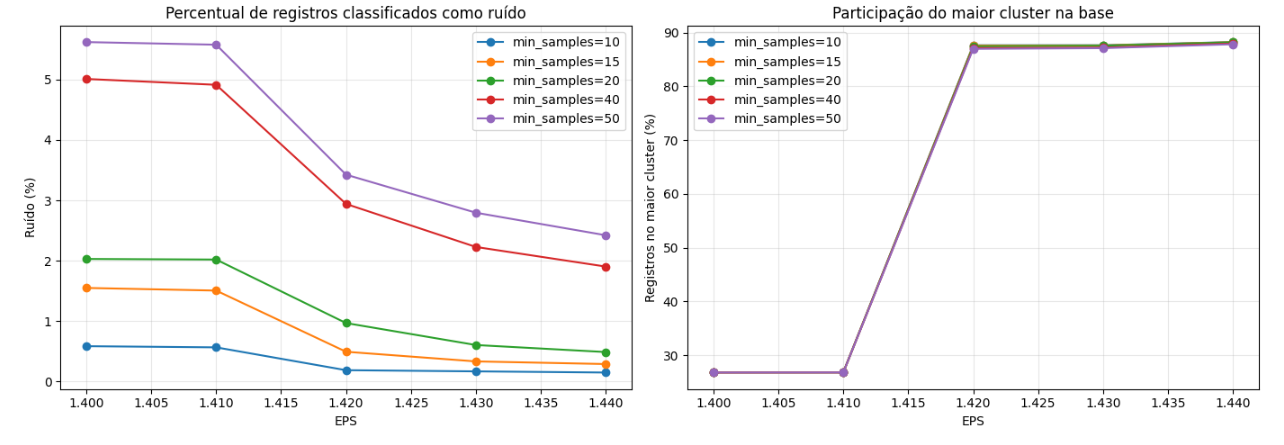 Percentual de registros classificados como ruído
Ruído (%)
5
4
3
2
1
0
min_samples=10
min_samples=15
min_samples=20
min_samples=40
min_samples=50
1.400 1.405 1.410 1.415 1.420 1.425 1.430 1.435 1.440
EPS
Participação do maior cluster na base
Registros no maior cluster (%)
90
80
70
60
50
40
30
min_samples=10
min_samples=15
min_samples=20
min_samples=40
min_samples=50
1.400 1.405 1.410 1.415 1.420 1.425 1.430 1.435 1.440
EPS